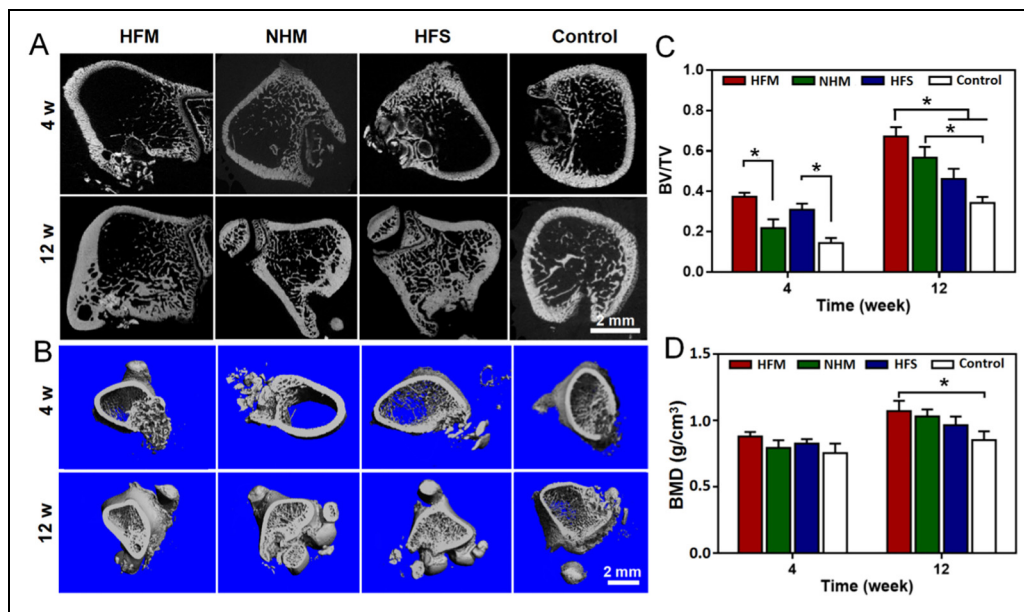 A
HFM NHM HFS Control
4 w
12 w
2 mm
B
4 w
12 w
2 mm
C
HFM NHM HFS Control
BV/TV
1.0
0.8
0.6
0.4
0.2
0.0
* * * *
4 12
Time (week)
D
HFM NHM HFS Control
BMD (g/cm³)
1.5
1.0
0.5
0.0
*
4 12
Time (week)